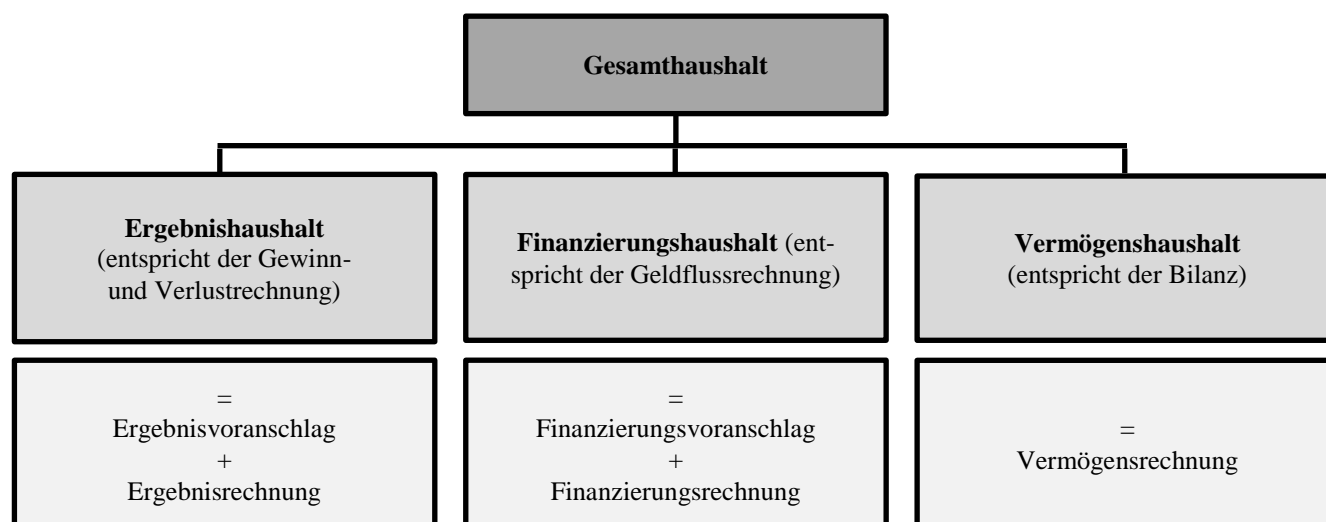 Gesamthaushalt
Ergebnishaushalt
(entspricht der Gewinn-
und Verlustrechnung)
Finanzierungshaushalt (ent-
spricht der Geldflussrechnung)
Vermögenshaushalt
(entspricht der Bilanz)
=
Ergebnisvoranschlag
+
Ergebnisrechnung
=
Finanzierungsvoranschlag
+
Finanzierungsrechnung
=
Vermögensrechnung